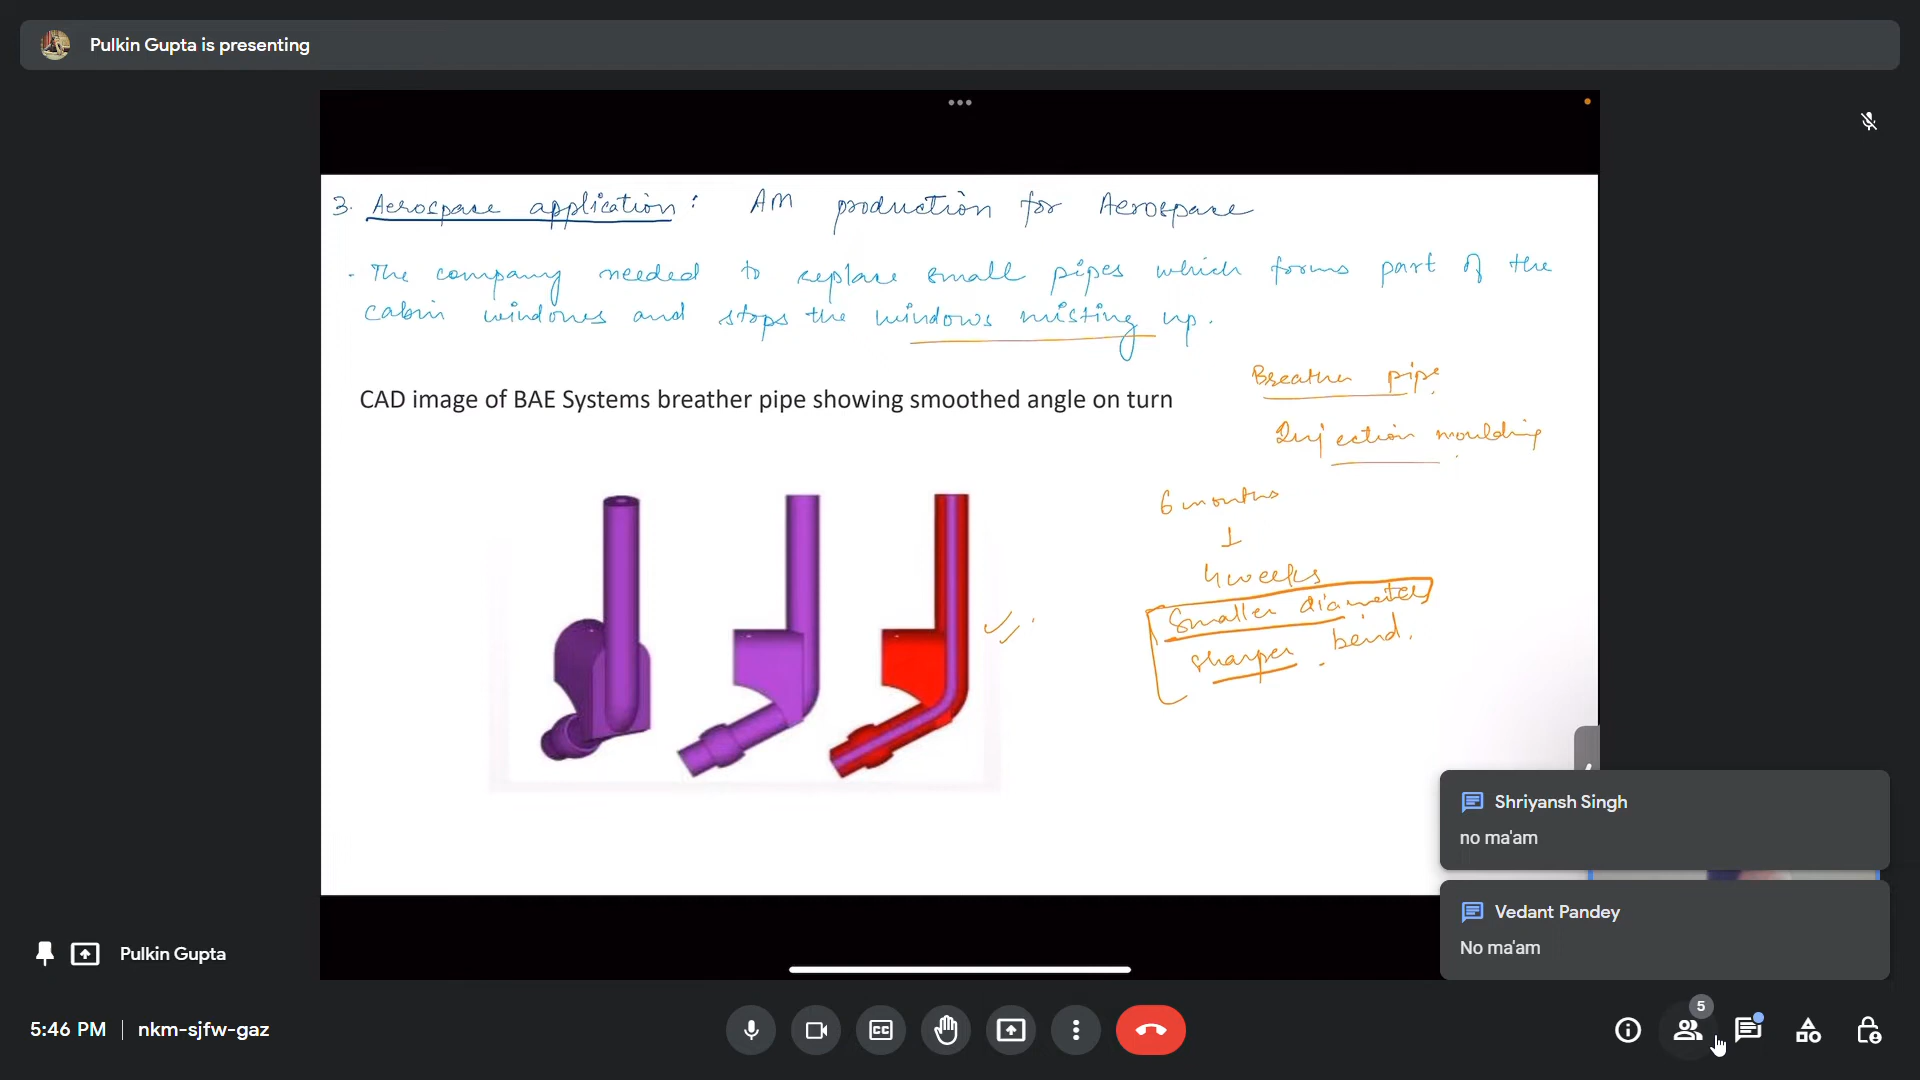 Pulkin Gupta is presenting
3. Aerospace application : AM production for Aerospace
- The company needed to replace small pipes which forms part of the
cabin windows and stops the windows misting up.
Breather pipe
CAD image of BAE Systems breather pipe showing smoothed angle on turn
Injection moulding
6 months
↓
4 weeks
Smaller diameters
sharper bend.
Shriyansh Singh
no ma'am
Vedant Pandey
No ma'am
Pulkin Gupta
5:46 PM | nkm-sjfw-gaz
CC
5